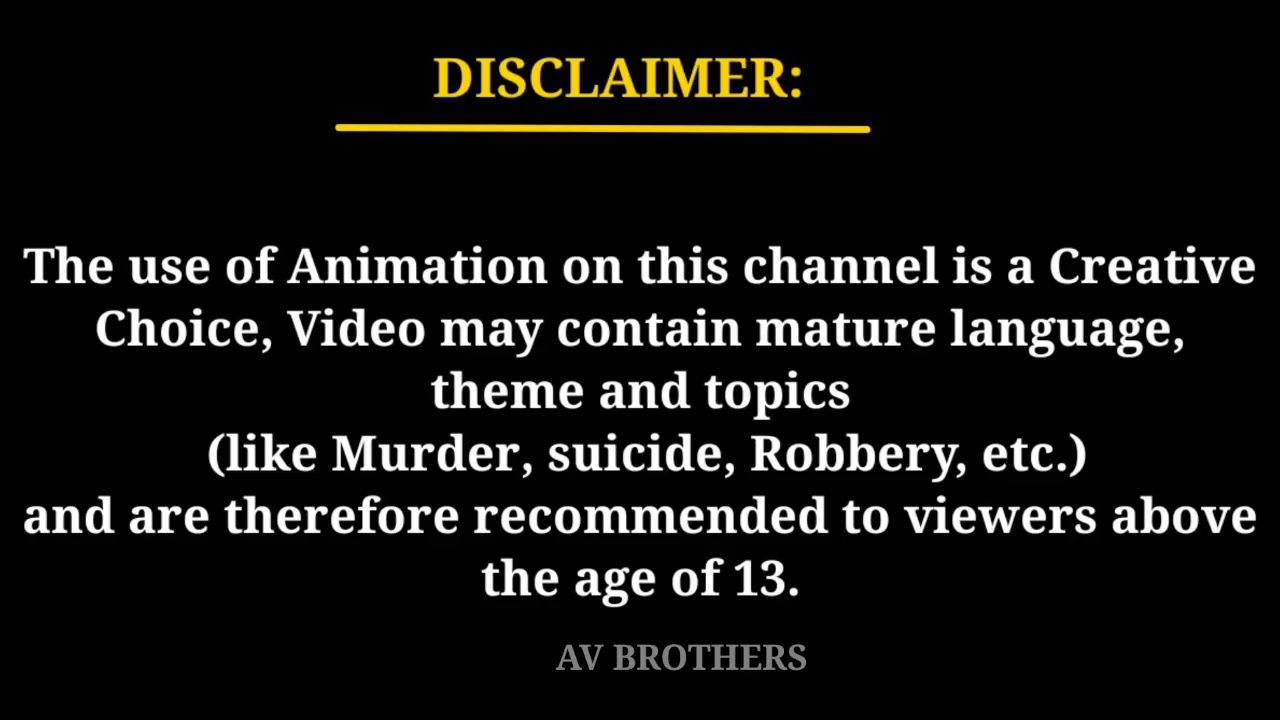 DISCLAIMER:
The use of Animation on this channel is a Creative
Choice, Video may contain mature language,
theme and topics
(like Murder, suicide, Robbery, etc.)
and are therefore recommended to viewers above
the age of 13.
AV BROTHERS